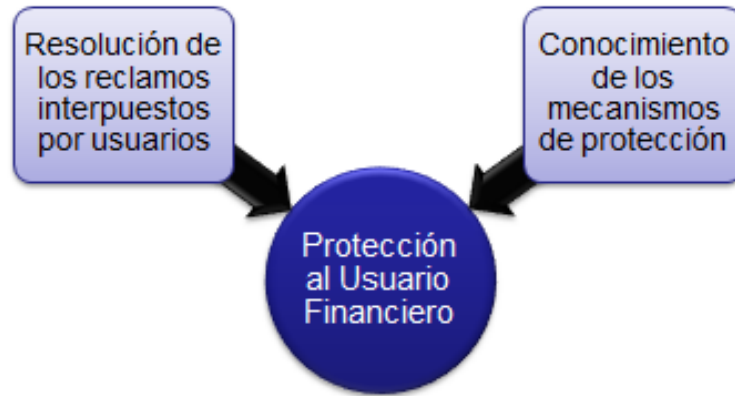 Resolución de
los reclamos
interpuestos
por usuarios
Conocimiento
de los
mecanismos
de protección
Protección
al Usuario
Financiero